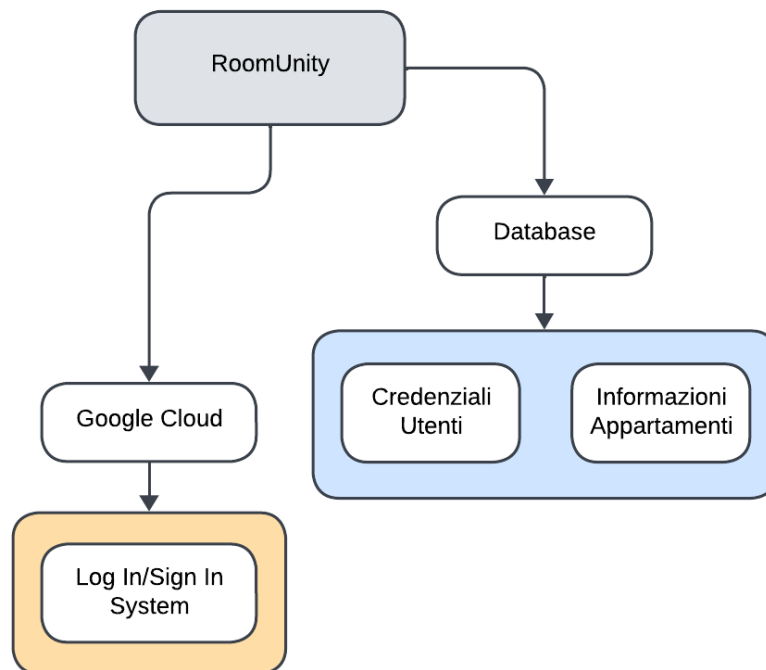 RoomUnity
Database
Credenziali
Utenti
Informazioni
Appartamenti
Google Cloud
Log In/Sign In
System